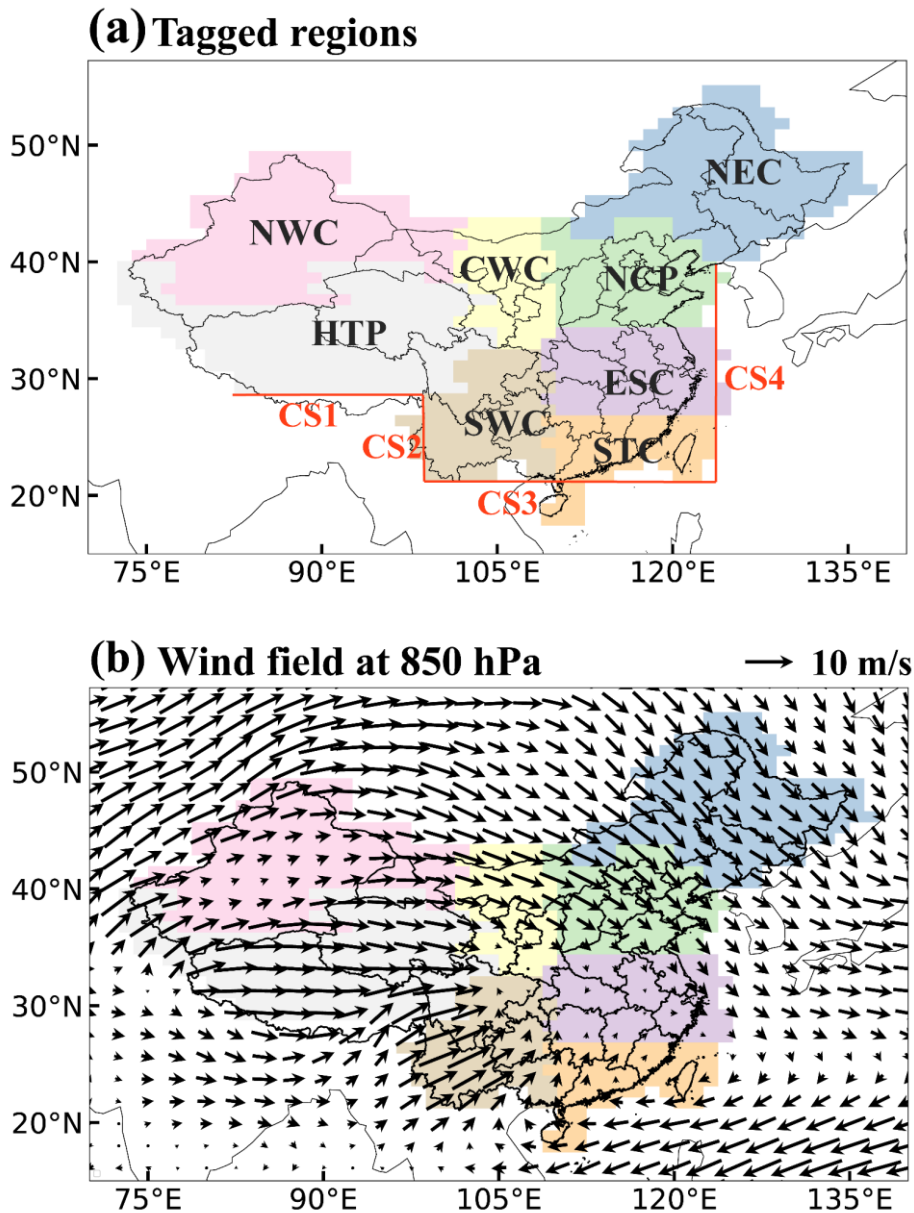 (a) Tagged regions
50°N
NEC
NWC
40°N
CWC
NCP
HTP
30°N
ESC
CS4
CS1
SWC
CS2
STC
20°N
CS3
75°E 90°E 105°E 120°E 135°E
(b) Wind field at 850 hPa 10 m/s
50°N
40°N
30°N
20°N
75°E 90°E 105°E 120°E 135°E